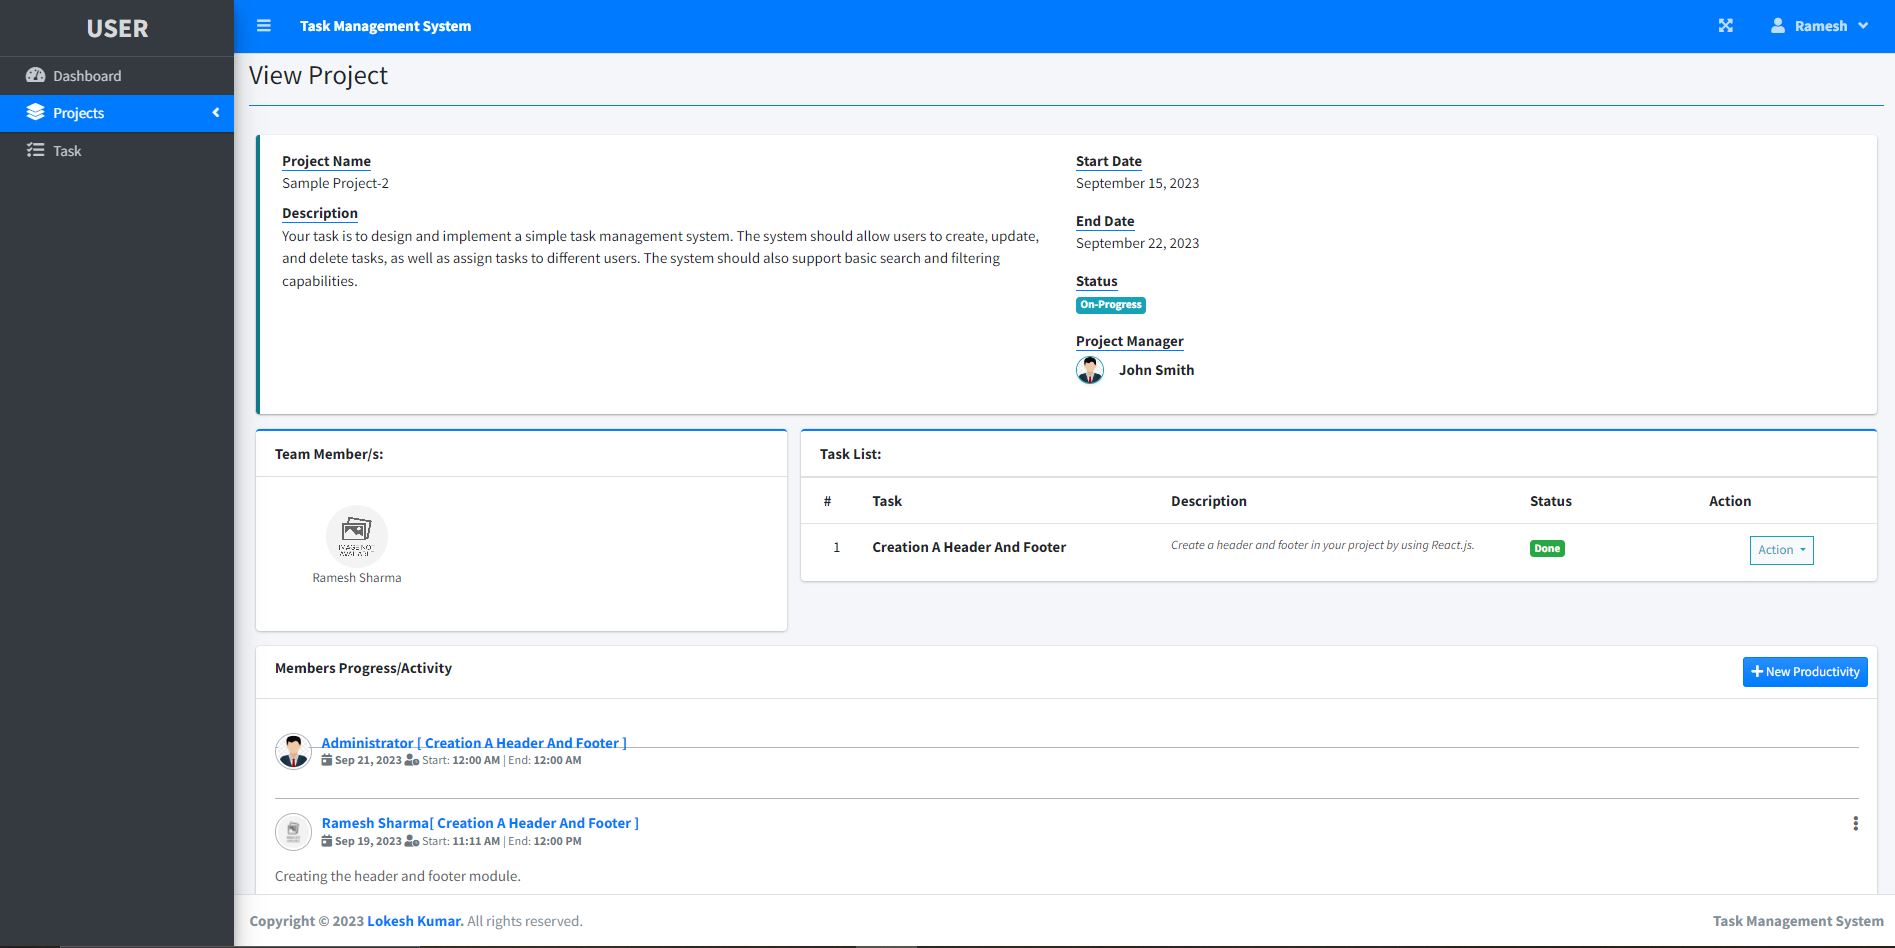 USER
Task Management System
Ramesh
Dashboard
Projects
Task
View Project
Project Name
Sample Project-2
Description
Your task is to design and implement a simple task management system. The system should allow users to create, update,
and delete tasks, as well as assign tasks to different users. The system should also support basic search and filtering
capabilities.
Start Date
September 15, 2023
End Date
September 22, 2023
Status
On-Progress
Project Manager
John Smith
Team Member/s:
IMAGE NOT
AVAILABLE
Ramesh Sharma
Task List:
# Task Description Status Action
1 Creation A Header And Footer Create a header and footer in your project by using React.js. Done Action
Members Progress/Activity
New Productivity
Administrator [ Creation A Header And Footer ]
Sep 21, 2023 Start: 12:00 AM | End: 12:00 AM
Ramesh Sharma[ Creation A Header And Footer ]
Sep 19, 2023 Start: 11:11 AM | End: 12:00 PM
Creating the header and footer module.
Copyright © 2023 Lokesh Kumar. All rights reserved.
Task Management System